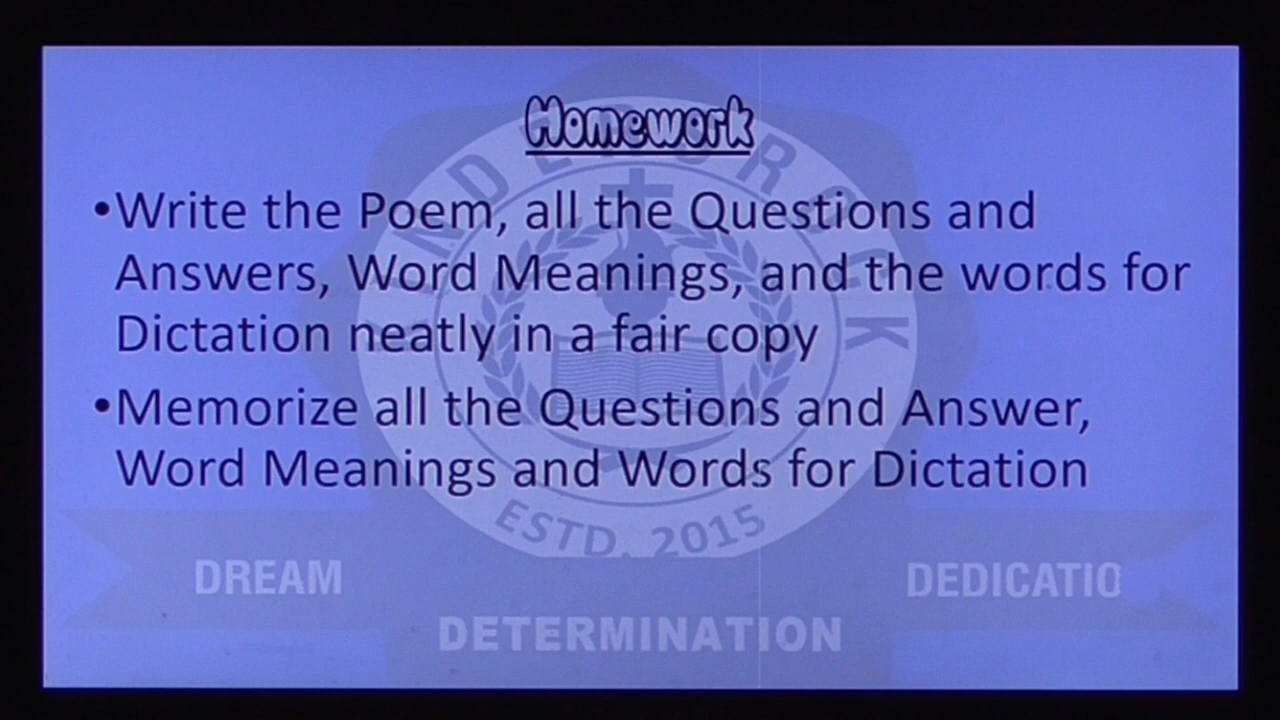 Homework
•Write the Poem, all the Questions and
Answers, Word Meanings, and the words for
Dictation neatly in a fair copy
•Memorize all the Questions and Answer,
Word Meanings and Words for Dictation
ESTD. 2015
DREAM
DEDICATIO
DETERMINATION